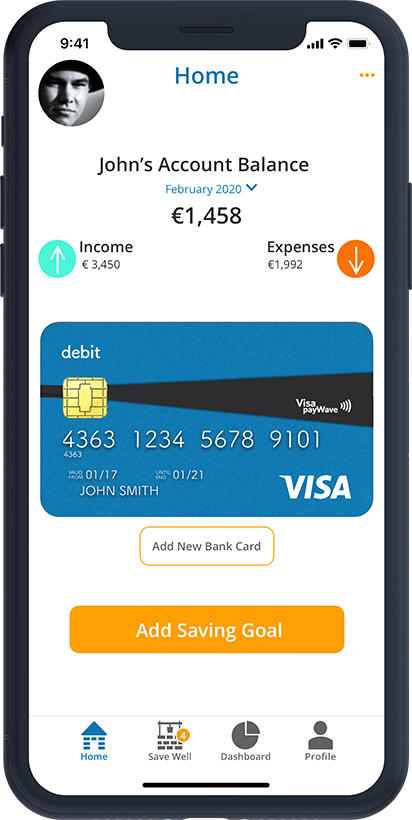 9:41
Home
John's Account Balance
February 2020
€1,458
Income
€ 3,450
Expenses
€1,992
debit
Visa
payWave
4363 1234 5678 9101
4363
VALID FROM 01/17 UNTIL END 01/21
JOHN SMITH
VISA
Add New Bank Card
Add Saving Goal
4
Home Save Well Dashboard Profile